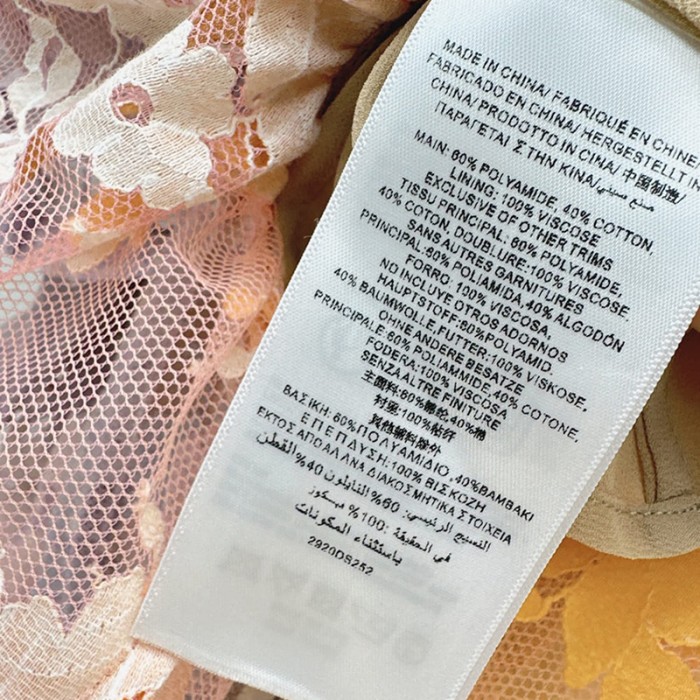 MADE IN CHINA/ FABRIQUÉ EN CHINE
FABRICADO EN CHINA/ HERGESTELLT IN
CHINA/ PRODOTTO IN CINA/ 中国制造/
ΠΑΡΑΓΕΤΑΙ ΣΤΗΝ ΚΙΝΑ/ صنع صيني/
MAIN: 60% POLYAMIDE, 40% COTTON,
LINING: 100% VISCOSE
EXCLUSIVE OF OTHER TRIMS
TISSU PRINCIPAL: 60% POLYAMIDE,
40% COTON, DOUBLURE:100% VISCOSE.
SANS AUTRES GARNITURES
PRINCIPAL:60% POLIAMIDA, 40% ALGODÓN
FORRO: 100% VISCOSA,
NO INCLUYE OTROS ADORNOS
HAUPTSTOFF:60%POLYAMID,
40% BAUMWOLLE,FUTTER:100% VISKOSE,
OHNE ANDERE BESATZE
PRINCIPALE:60% POLIAMMIDE,40% COTONE,
FODERA:100% VISCOSA
SENZA ALTRE FINITURE
主面料:60%锦纶,40%棉
衬里:100%粘纤
其他辅料除外
ΒΑΣΙΚΗ: 60%ΠΟΛΥΑΜΙΔΙΟ ,40%BAMBAKI
ΕΠΕΝΔΥΣΗ:100% ΒΙΣΚΟΖΗ
ΕΚΤΟΣ ΑΠΟ ΑΛΛΑ ΔΙΑΚΟΣΜΗΤΙΚΑ ΣΤΟΙΧΕΙΑ
النسيج الرئيسي: 60% النايلون 40% القطن
في الحقيقة :100% فيسكوز
باستثناء المكونات
2920DS252